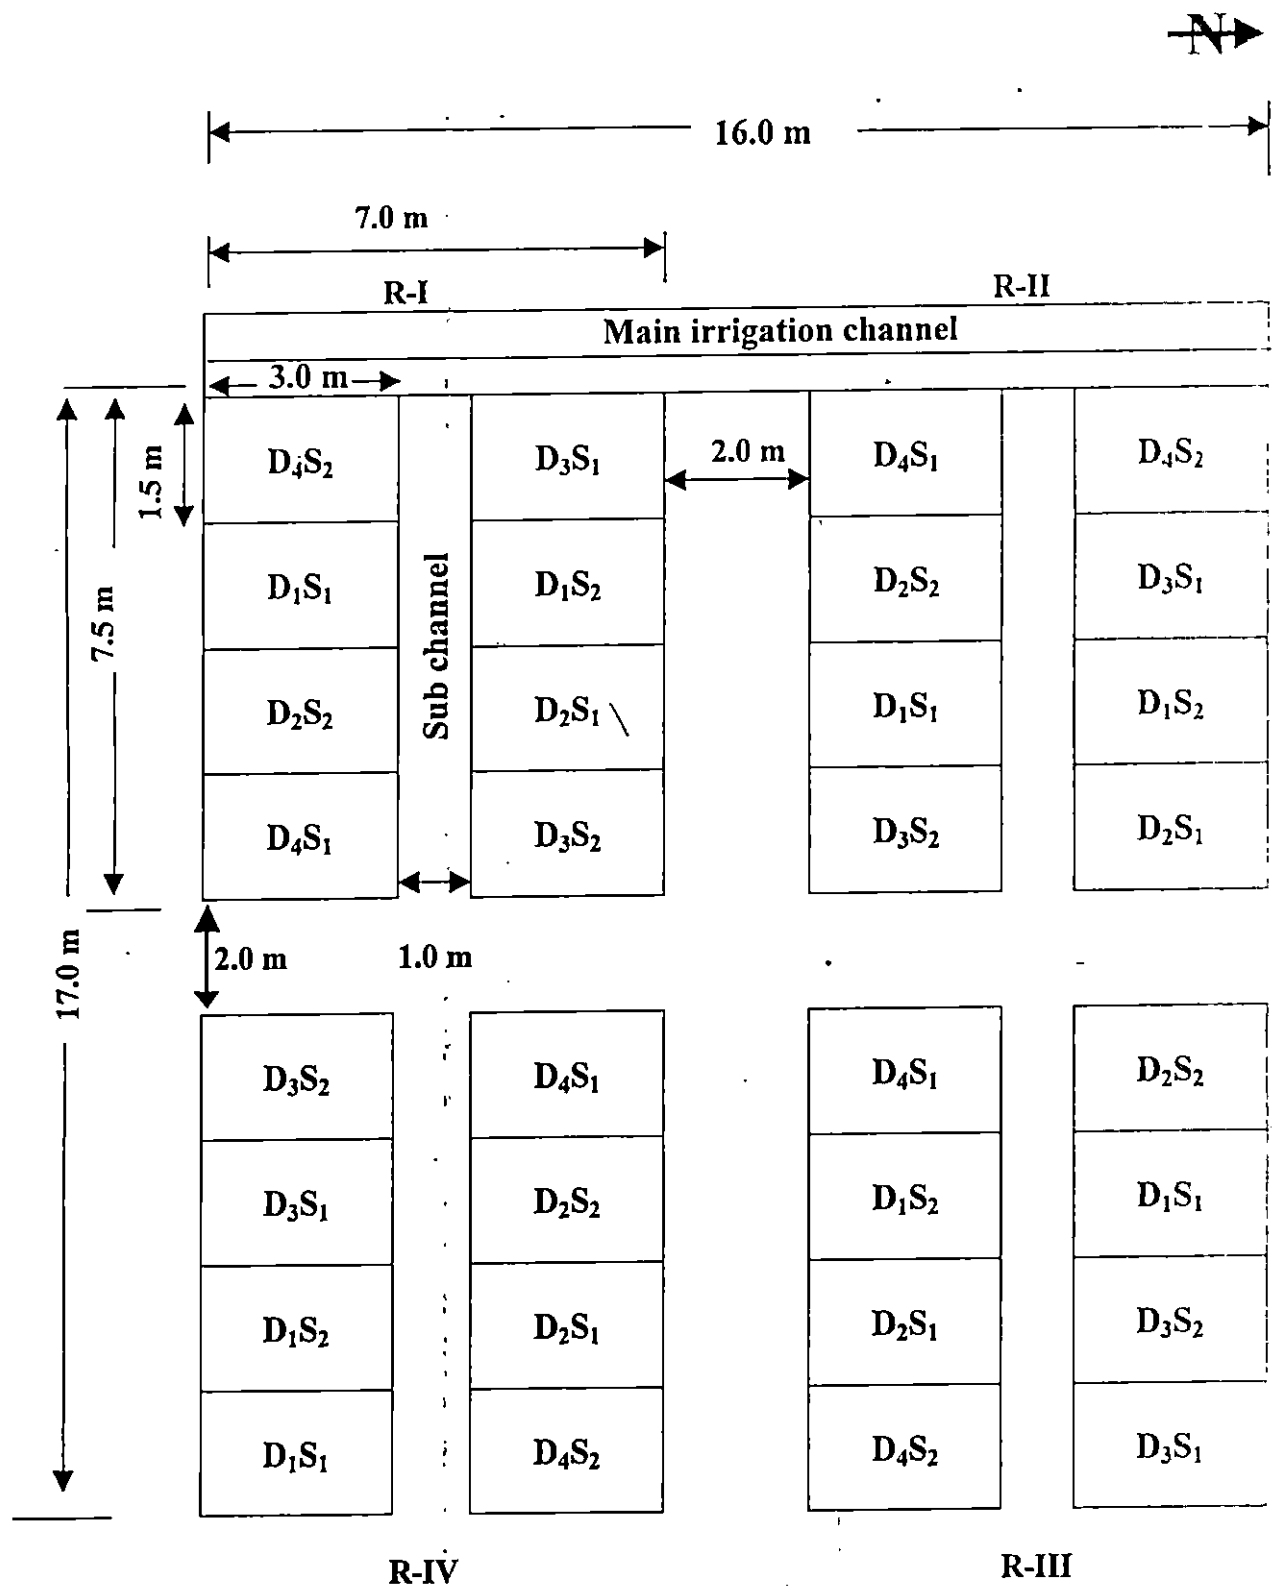 N
16.0 m
7.0 m
R-I R-II
Main irrigation channel
3.0 m
1.5 m
7.5 m
17.0 m
Sub channel
2.0 m
D₄S₂ D₃S₁ D₄S₁ D₄S₂
D₁S₁ D₁S₂ D₂S₂ D₃S₁
D₂S₂ D₂S₁ D₁S₁ D₁S₂
D₄S₁ D₃S₂ D₃S₂ D₂S₁
2.0 m 1.0 m
D₃S₂ D₄S₁ D₄S₁ D₂S₂
D₃S₁ D₂S₂ D₁S₂ D₁S₁
D₁S₂ D₂S₁ D₂S₁ D₃S₂
D₁S₁ D₄S₂ D₄S₂ D₃S₁
R-IV R-III